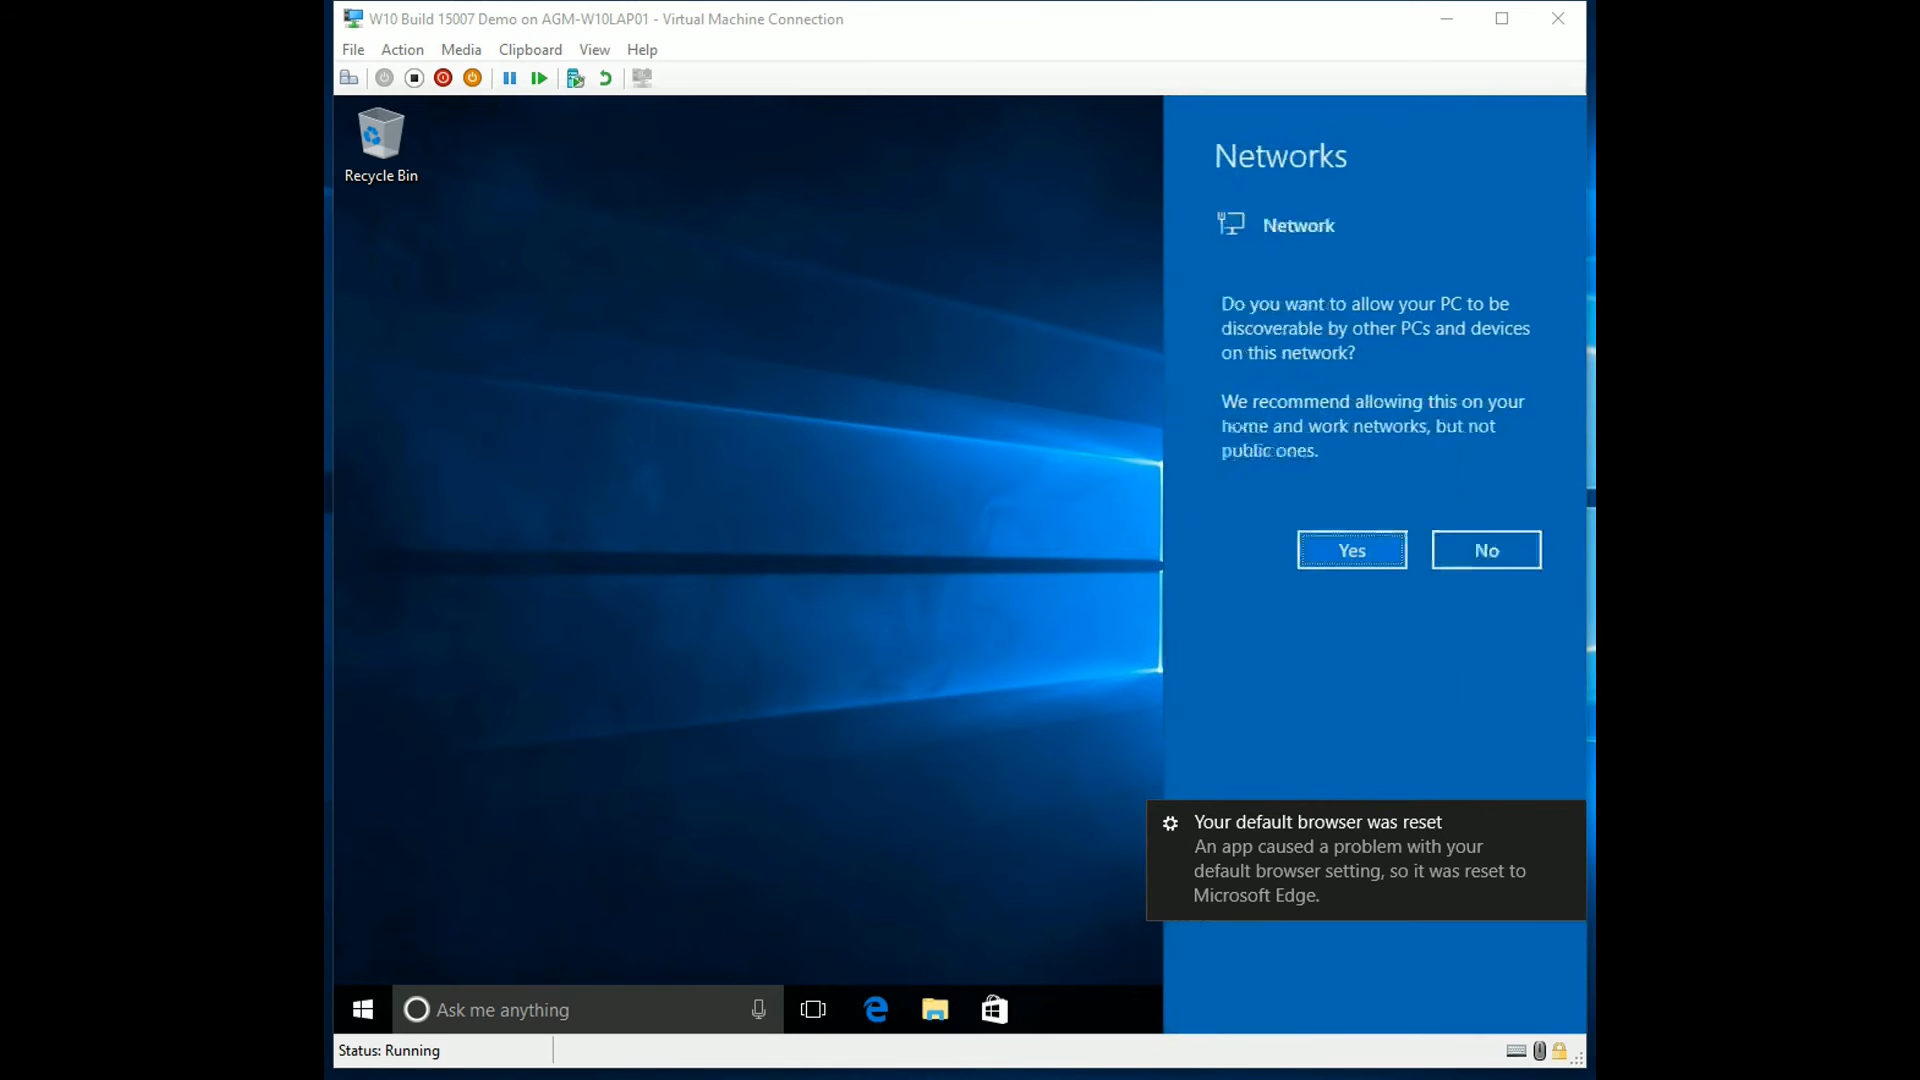 W10 Build 15007 Demo on AGM-W10LAP01 - Virtual Machine Connection
File Action Media Clipboard View Help
Recycle Bin
Networks
Network
Do you want to allow your PC to be
discoverable by other PCs and devices
on this network?
We recommend allowing this on your
home and work networks, but not
public ones.
Yes No
Your default browser was reset
An app caused a problem with your
default browser setting, so it was reset to
Microsoft Edge.
Ask me anything
Status: Running